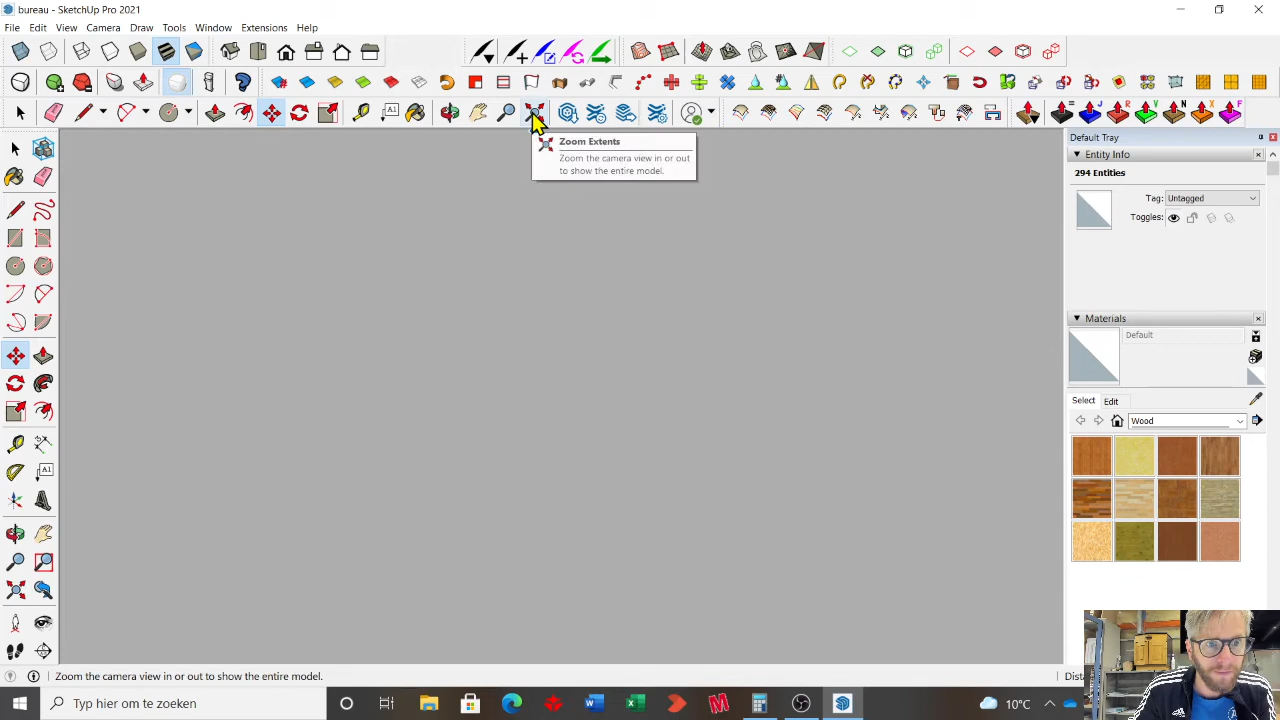 bureau - SketchUp Pro 2021
File Edit View Camera Draw Tools Window Extensions Help
A1
Zoom Extents
Zoom the camera view in or out
to show the entire model.
Default Tray
Entity Info
294 Entities
Tag: Untagged
Toggles:
Materials
Default
Select Edit
Wood
A1
Zoom the camera view in or out to show the entire model.
Dista
Typ hier om te zoeken
10°C